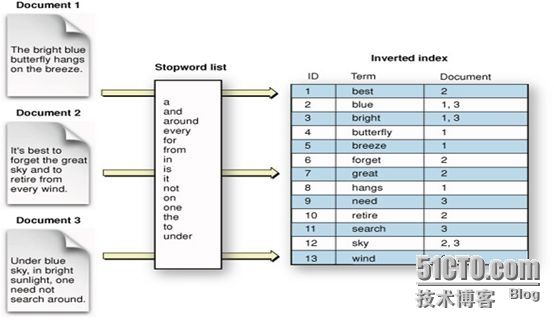 Document 1
The bright blue
butterfly hangs
on the breeze.
Document 2
It's best to
forget the great
sky and to
retire from
every wind.
Document 3
Under blue
sky, in bright
sunlight, one
need not
search around.
Stopword list
a
and
around
every
for
from
in
is
it
not
on
one
the
to
under
Inverted index
ID Term Document
1 best 2
2 blue 1, 3
3 bright 1, 3
4 butterfly 1
5 breeze 1
6 forget 2
7 great 2
8 hangs 1
9 need 3
10 retire 2
11 search 3
12 sky 2, 3
13 wind
51CTO.com
技术博客 Blog